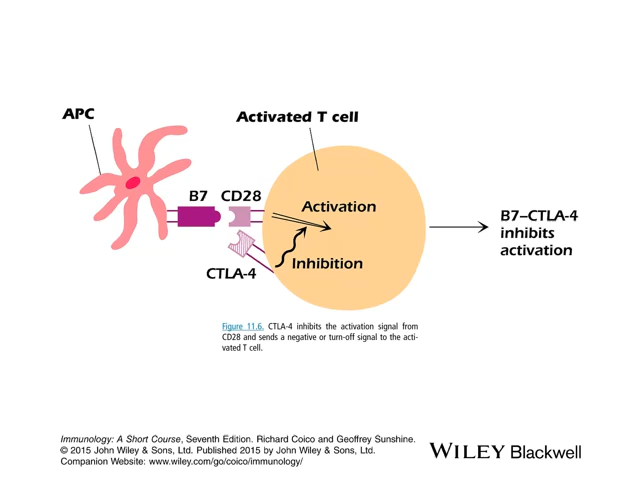 APC
Activated T cell
B7 CD28
Activation
CTLA-4
Inhibition
B7–CTLA-4
inhibits
activation
Figure 11.6. CTLA-4 inhibits the activation signal from
CD28 and sends a negative or turn-off signal to the acti-
vated T cell.
Immunology: A Short Course, Seventh Edition. Richard Coico and Geoffrey Sunshine.
© 2015 John Wiley & Sons, Ltd. Published 2015 by John Wiley & Sons, Ltd.
Companion Website: www.wiley.com/go/coico/immunology/
WILEY Blackwell